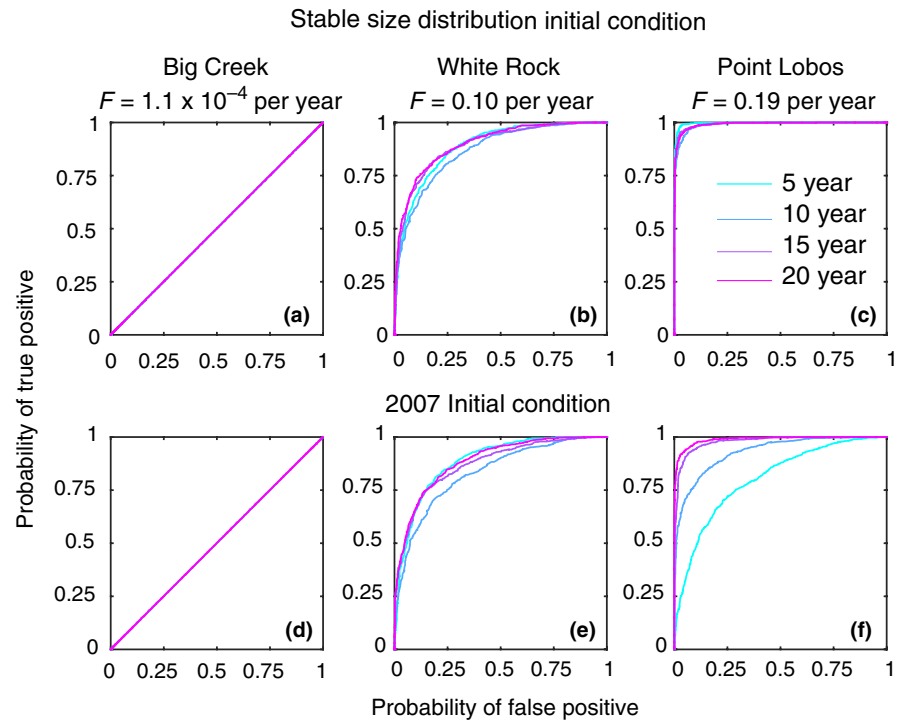 Stable size distribution initial condition
Big Creek
F = 1.1 x 10⁻⁴ per year
White Rock
F = 0.10 per year
Point Lobos
F = 0.19 per year
Probability of true positive
1
0.75
0.5
0.25
0
0 0.25 0.5 0.75 1
(a)
1
0.75
0.5
0.25
0
0 0.25 0.5 0.75 1
(b)
1
0.75
0.5
0.25
0
0 0.25 0.5 0.75 1
5 year
10 year
15 year
20 year
(c)
2007 Initial condition
1
0.75
0.5
0.25
0
0 0.25 0.5 0.75 1
(d)
1
0.75
0.5
0.25
0
0 0.25 0.5 0.75 1
(e)
1
0.75
0.5
0.25
0
0 0.25 0.5 0.75 1
(f)
Probability of false positive